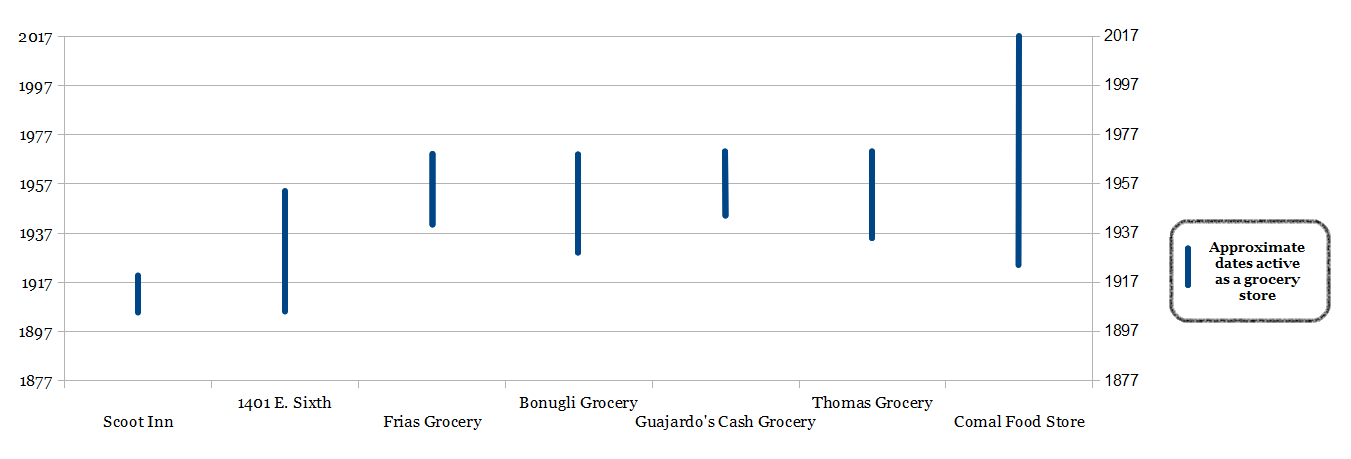 2017 2017
1997 1997
1977 1977
1957 1957
1937 1937
1917 1917
1897 1897
1877 1877
1401 E. Sixth Bonugli Grocery Thomas Grocery
Scoot Inn Frias Grocery Guajardo's Cash Grocery Comal Food Store
Approximate
dates active
as a grocery
store